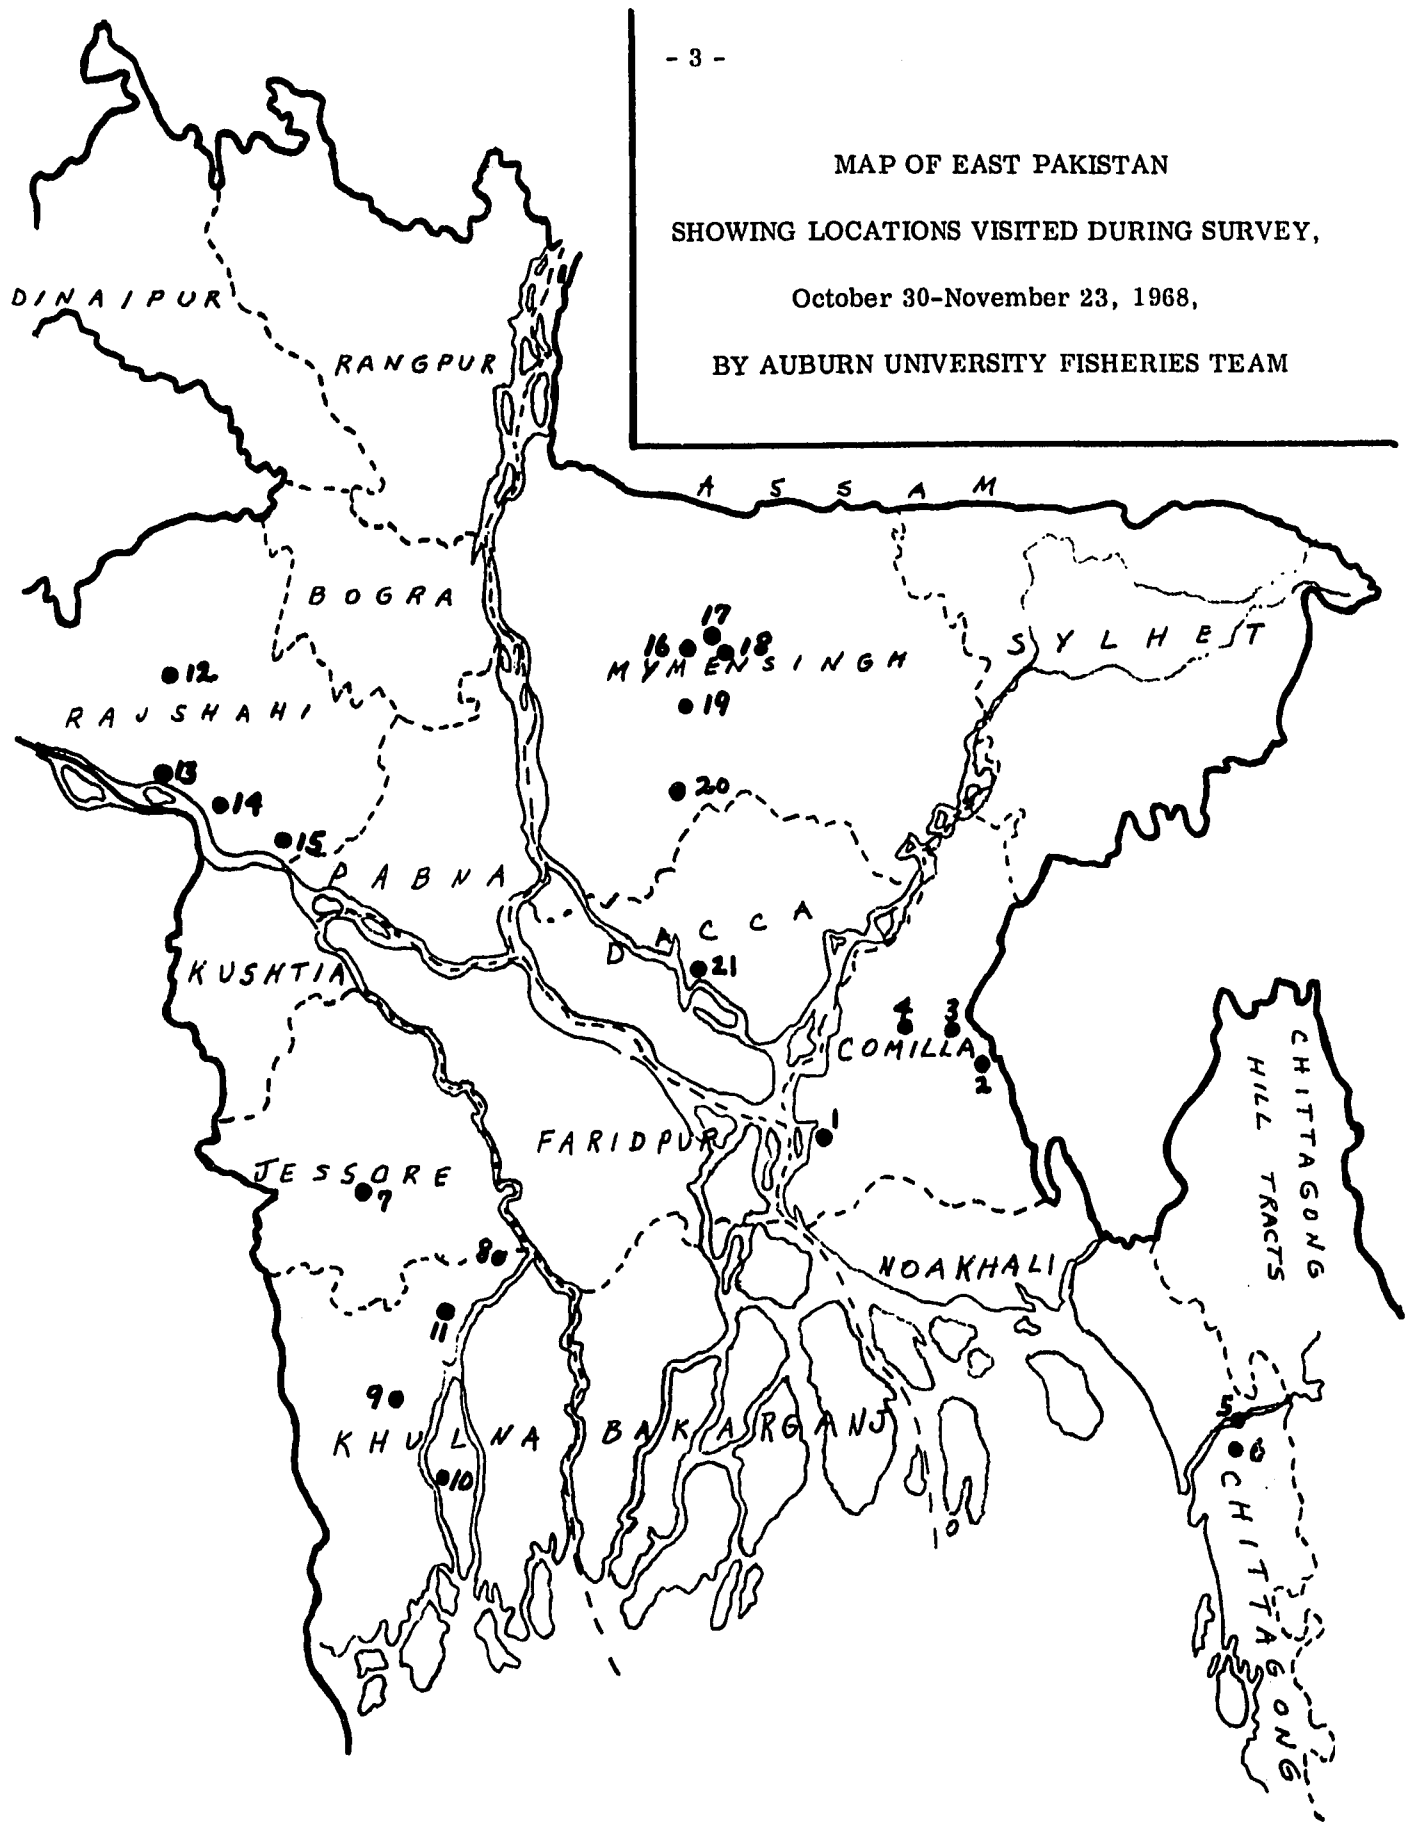 - 3 -
MAP OF EAST PAKISTAN
SHOWING LOCATIONS VISITED DURING SURVEY,
October 30-November 23, 1968,
BY AUBURN UNIVERSITY FISHERIES TEAM
DINAIPUR
RANGPUR
ASSAM
BOGRA
17
16
18
MYMENSINGH
SYLHET
12
19
RAJSHAHI
13
14
20
15
PABNA
DACCA
21
KUSHTIA
4
3
COMILLA
2
CHITTAGONG
HILL TRACTS
1
FARIDPUR
JESSORE
7
8
NOAKHALI
11
9
5
KHULNA
BAKARGANJ
6
10
CHITTAGONG